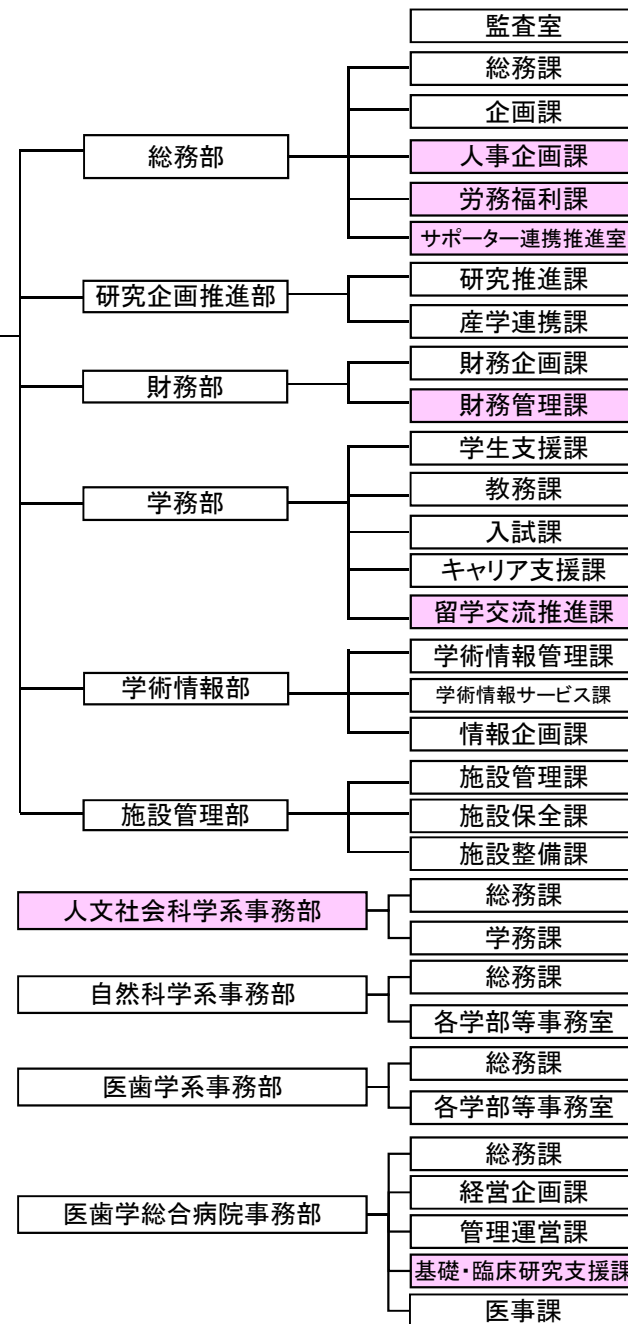 監査室
総務部
総務課
企画課
人事企画課
労務福利課
サポーター連携推進室
研究企画推進部
研究推進課
産学連携課
財務部
財務企画課
財務管理課
学務部
学生支援課
教務課
入試課
キャリア支援課
留学交流推進課
学術情報部
学術情報管理課
学術情報サービス課
情報企画課
施設管理部
施設管理課
施設保全課
施設整備課
人文社会科学系事務部
総務課
学務課
自然科学系事務部
総務課
各学部等事務室
医歯学系事務部
総務課
各学部等事務室
医歯学総合病院事務部
総務課
経営企画課
管理運営課
基礎・臨床研究支援課
医事課